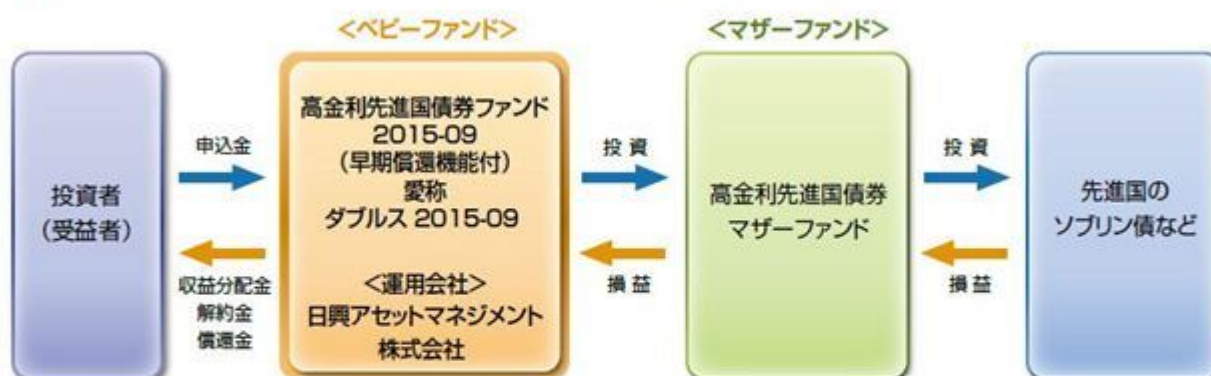 <ベビーファンド>
<マザーファンド>
投資者
(受益者)
申込金
収益分配金
解約金
償還金
高金利先進国債券ファンド
2015-09
(早期償還機能付)
愛称
ダブルス 2015-09
<運用会社>
日興アセットマネジメント
株式会社
投資
損益
高金利先進国債券
マザーファンド
投資
損益
先進国の
ソブリン債など